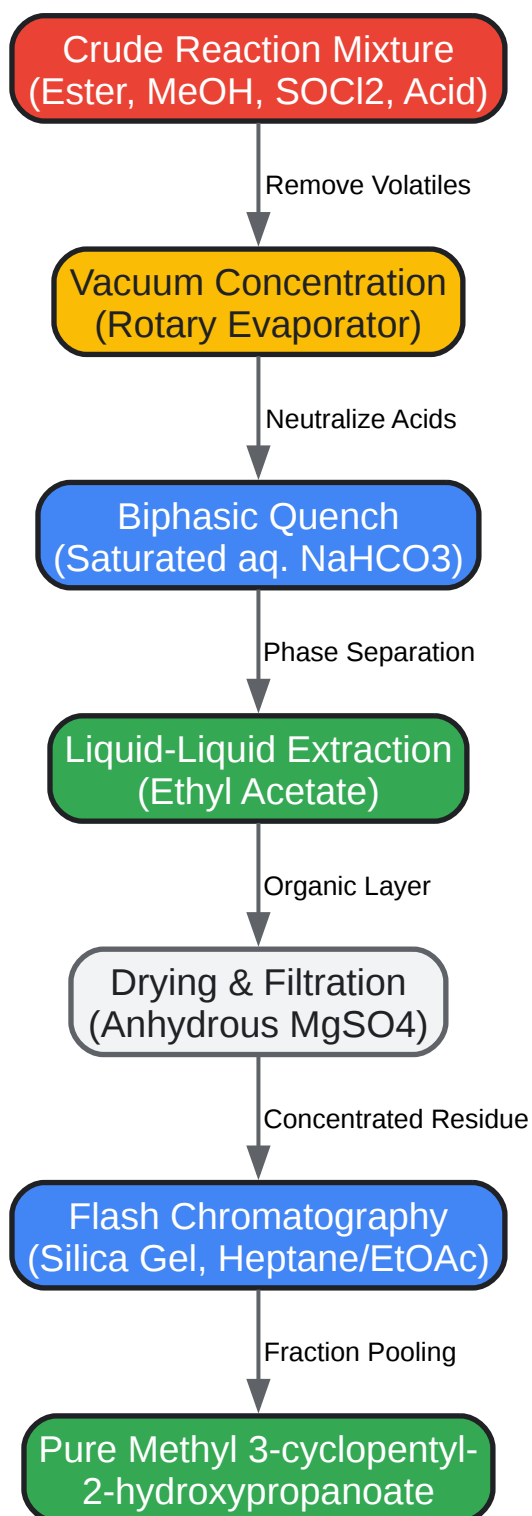 Crude Reaction Mixture
(Ester, MeOH, SOCl2, Acid)
Remove Volatiles
Vacuum Concentration
(Rotary Evaporator)
Neutralize Acids
Biphasic Quench
(Saturated aq. NaHCO3)
Phase Separation
Liquid-Liquid Extraction
(Ethyl Acetate)
Organic Layer
Drying & Filtration
(Anhydrous MgSO4)
Concentrated Residue
Flash Chromatography
(Silica Gel, Heptane/EtOAc)
Fraction Pooling
Pure Methyl 3-cyclopentyl-
2-hydroxypropanoate